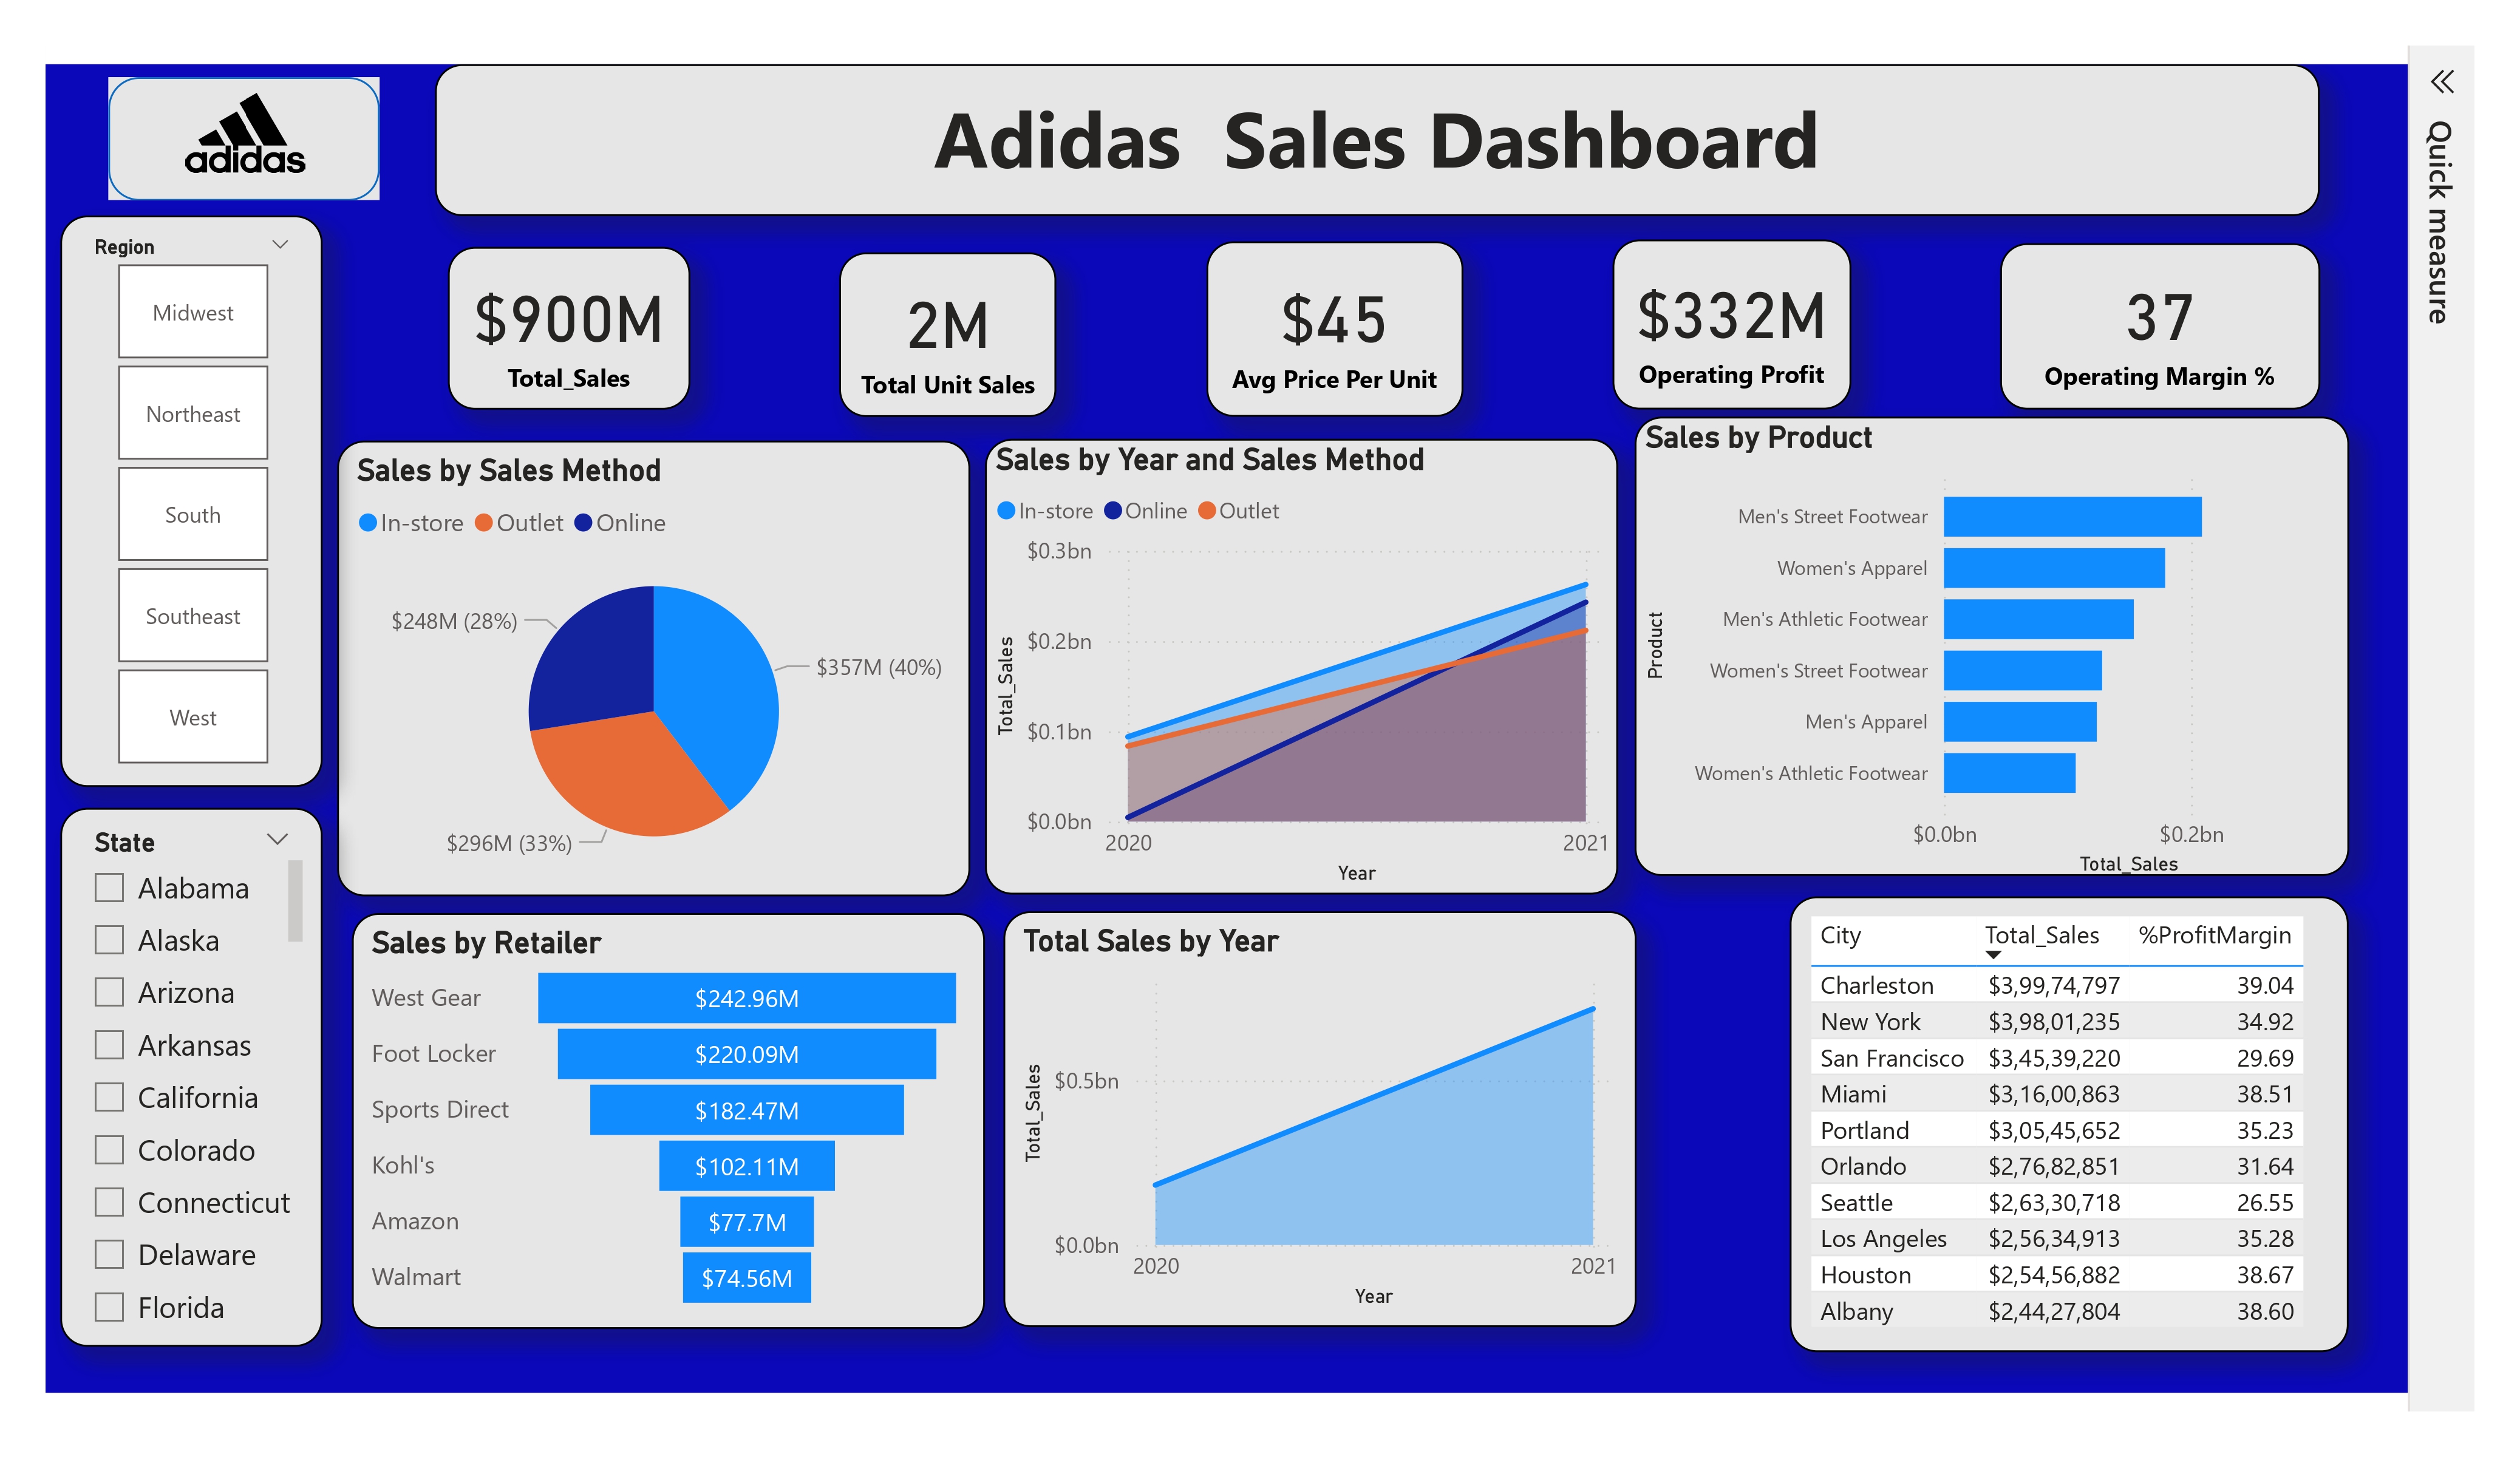 adidas
Adidas Sales Dashboard
Quick measure
Region
Midwest
Northeast
South
Southeast
West
$900M
Total_Sales
2M
Total Unit Sales
$45
Avg Price Per Unit
$332M
Operating Profit
37
Operating Margin %
Sales by Sales Method
In-store Outlet Online
$248M (28%)
$357M (40%)
$296M (33%)
Sales by Year and Sales Method
In-store Online Outlet
Total_Sales
$0.3bn
$0.2bn
$0.1bn
$0.0bn
2020 2021
Year
Sales by Product
Product
Men's Street Footwear
Women's Apparel
Men's Athletic Footwear
Women's Street Footwear
Men's Apparel
Women's Athletic Footwear
$0.0bn $0.2bn
Total_Sales
State
Alabama
Alaska
Arizona
Arkansas
California
Colorado
Connecticut
Delaware
Florida
Sales by Retailer
West Gear $242.96M
Foot Locker $220.09M
Sports Direct $182.47M
Kohl's $102.11M
Amazon $77.7M
Walmart $74.56M
Total Sales by Year
Total_Sales
$0.5bn
$0.0bn
2020 2021
Year
City Total_Sales %ProfitMargin
Charleston $3,99,74,797 39.04
New York $3,98,01,235 34.92
San Francisco $3,45,39,220 29.69
Miami $3,16,00,863 38.51
Portland $3,05,45,652 35.23
Orlando $2,76,82,851 31.64
Seattle $2,63,30,718 26.55
Los Angeles $2,56,34,913 35.28
Houston $2,54,56,882 38.67
Albany $2,44,27,804 38.60